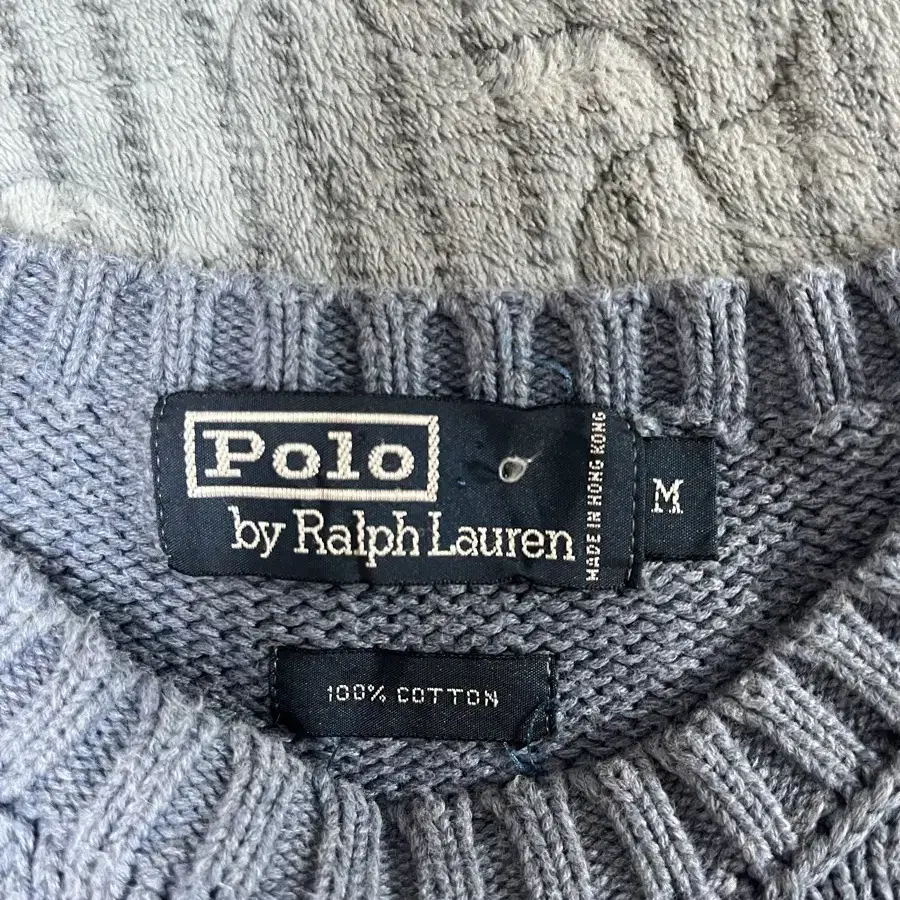 Polo
by Ralph Lauren
MADE IN HONG KONG
M
100% COTTON